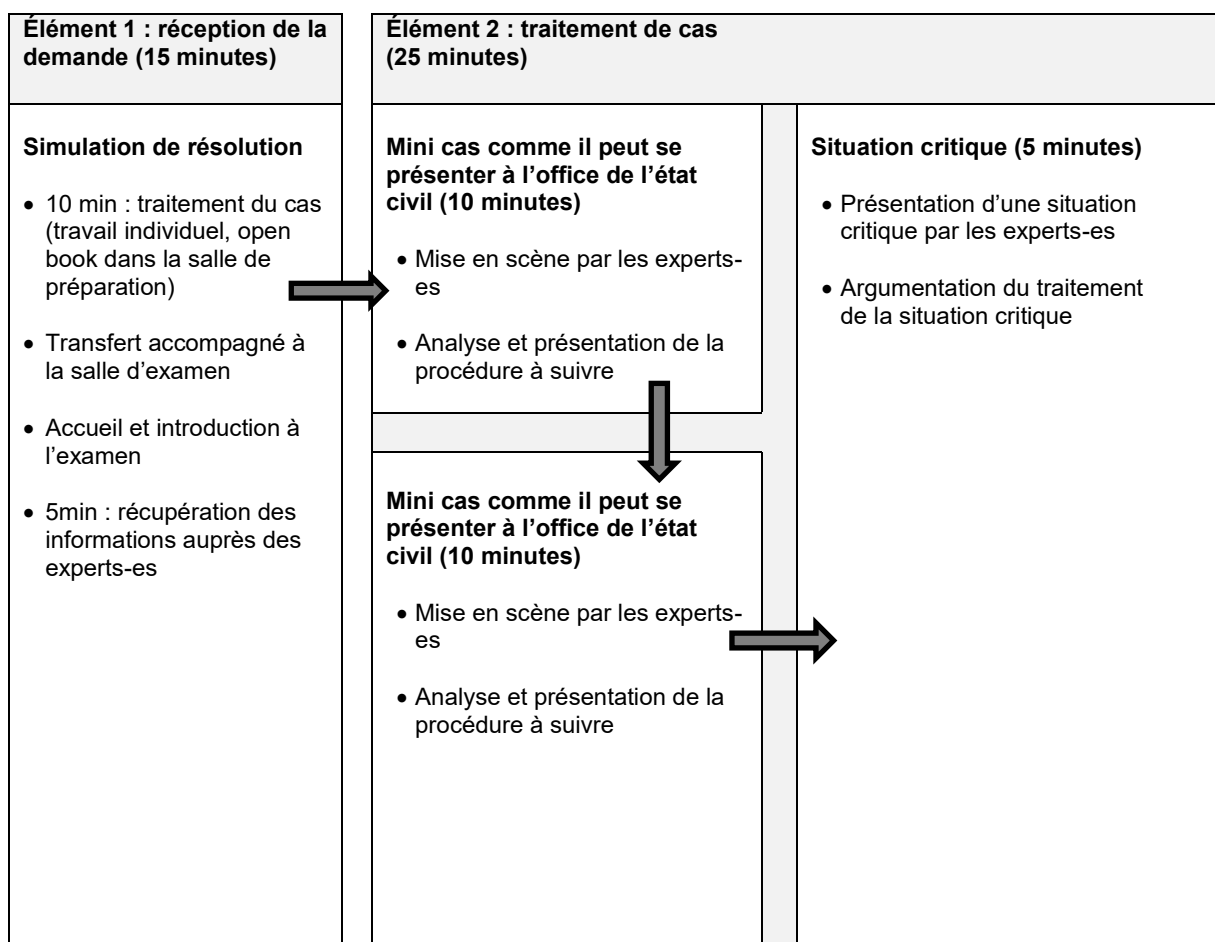 Élément 1 : réception de la
demande (15 minutes)
Simulation de résolution
• 10 min : traitement du cas
(travail individuel, open
book dans la salle de
préparation)
• Transfert accompagné à
la salle d’examen
• Accueil et introduction à
l’examen
• 5min : récupération des
informations auprès des
experts-es
Élément 2 : traitement de cas
(25 minutes)
Mini cas comme il peut se
présenter à l’office de l’état
civil (10 minutes)
• Mise en scène par les experts-
es
• Analyse et présentation de la
procédure à suivre
Mini cas comme il peut se
présenter à l’office de l’état
civil (10 minutes)
• Mise en scène par les experts-
es
• Analyse et présentation de la
procédure à suivre
Situation critique (5 minutes)
• Présentation d’une situation
critique par les experts-es
• Argumentation du traitement
de la situation critique